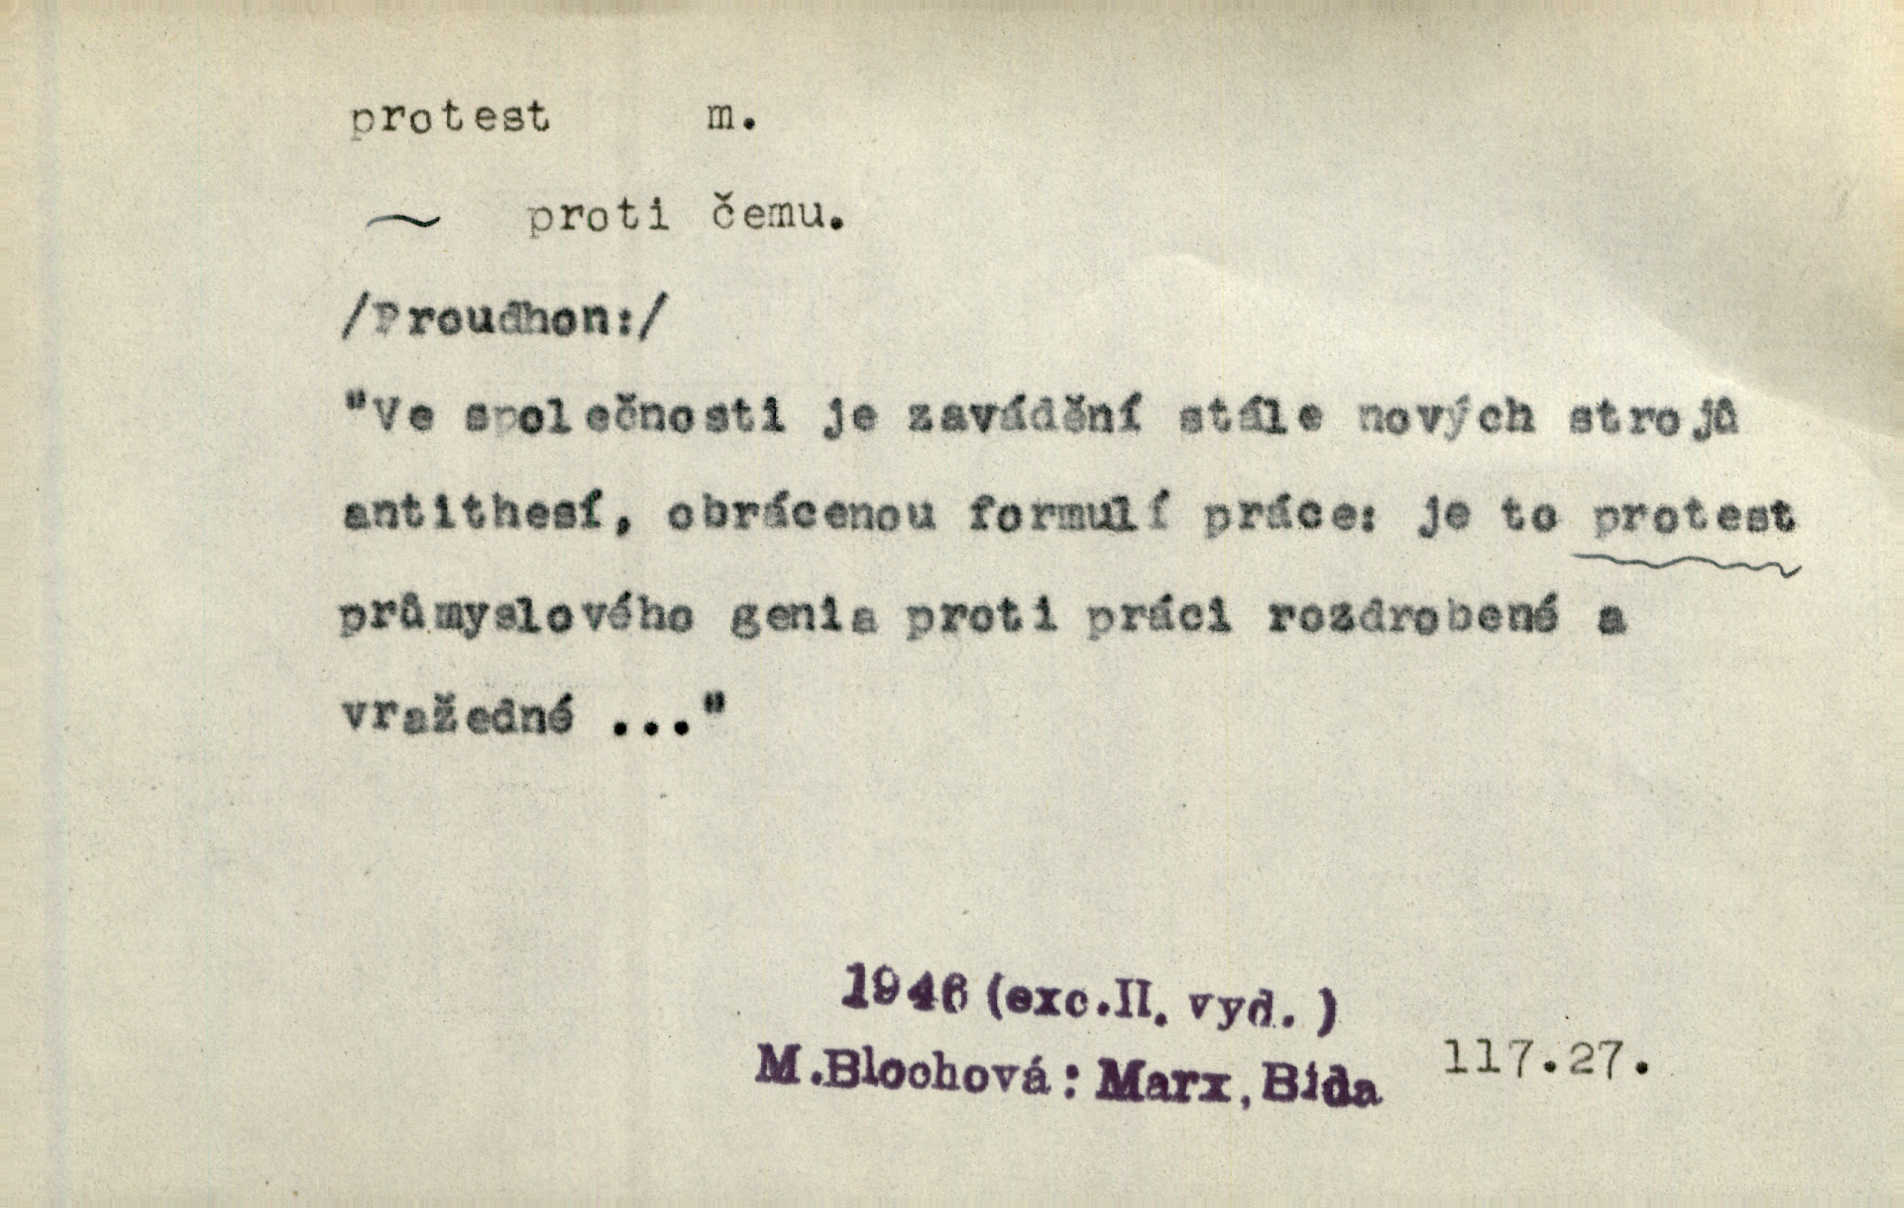 protest m.
~ proti čemu.
/Proudhon:/
"Ve společnosti je zavádění stále nových strojů
antithesí, obrácenou formulí práce: je to protest
průmyslového genia proti práci rozdrobené a
vražedné ..."
1946 (exc.II. vyd.)
M.Blochová: Marx, Bída 117.27.